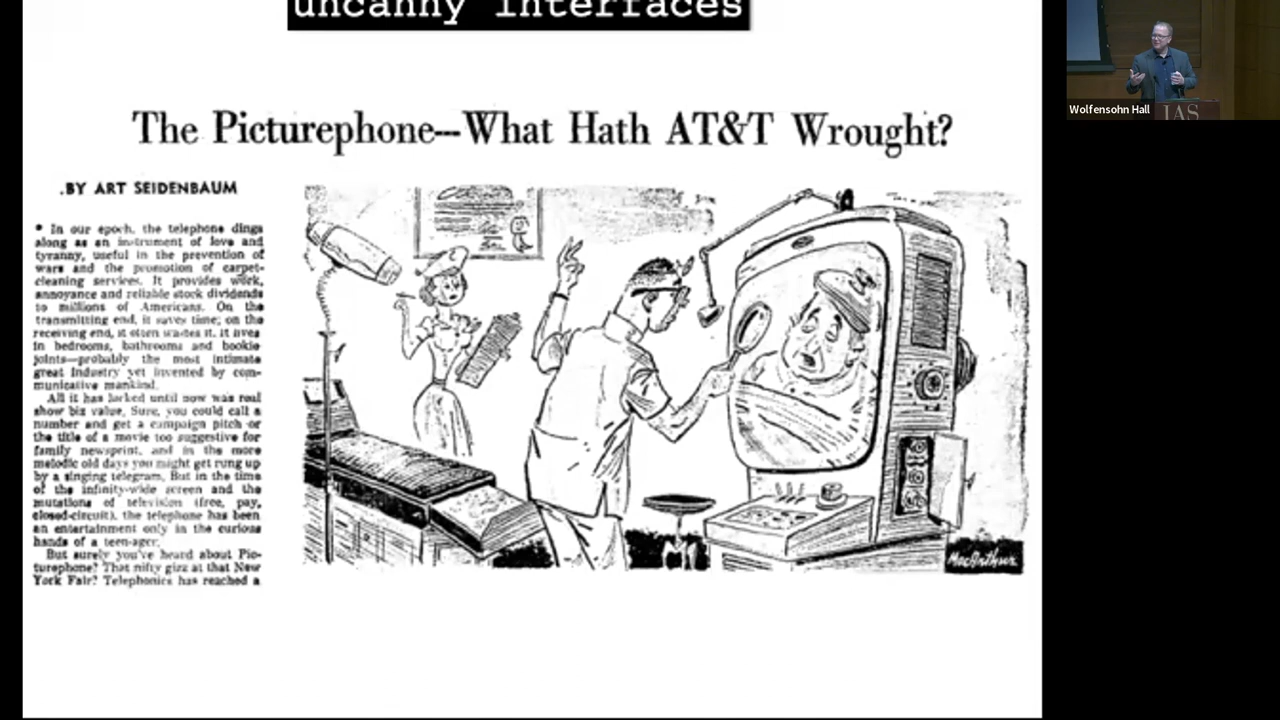 uncanny interfaces
Wolfensohn Hall
IAS
The Picturephone--What Hath AT&T Wrought?
.BY ART SEIDENBAUM
• In our epoch, the telephone dings
along as an instrument of love and
tyranny, useful in the prevention of
wars and the promotion of carpet-
cleaning services. It provides work,
annoyance and reliable stock dividends
to millions of Americans. On the
transmitting end, it saves time; on the
receiving end, it often wastes it. It lives
in bedrooms, bathrooms and bookie
joints—probably the most intimate
great industry yet invented by com-
municative mankind.
All it has lacked until now was real
show biz value. Sure, you could call a
number and get a campaign pitch or
the title of a movie too suggestive for
family newsprint, and in the more
melodic old days you might get rung up
by a singing telegram. But in the time
of the infinity-wide screen and the
mutations of television (free, pay,
closed-circuit), the telephone has been
an entertainment only in the curious
hands of a teen-ager.
But surely you've heard about Pic-
turephone? That nifty gizz at that New
York Fair? Telephonics has reached a
MacArthur